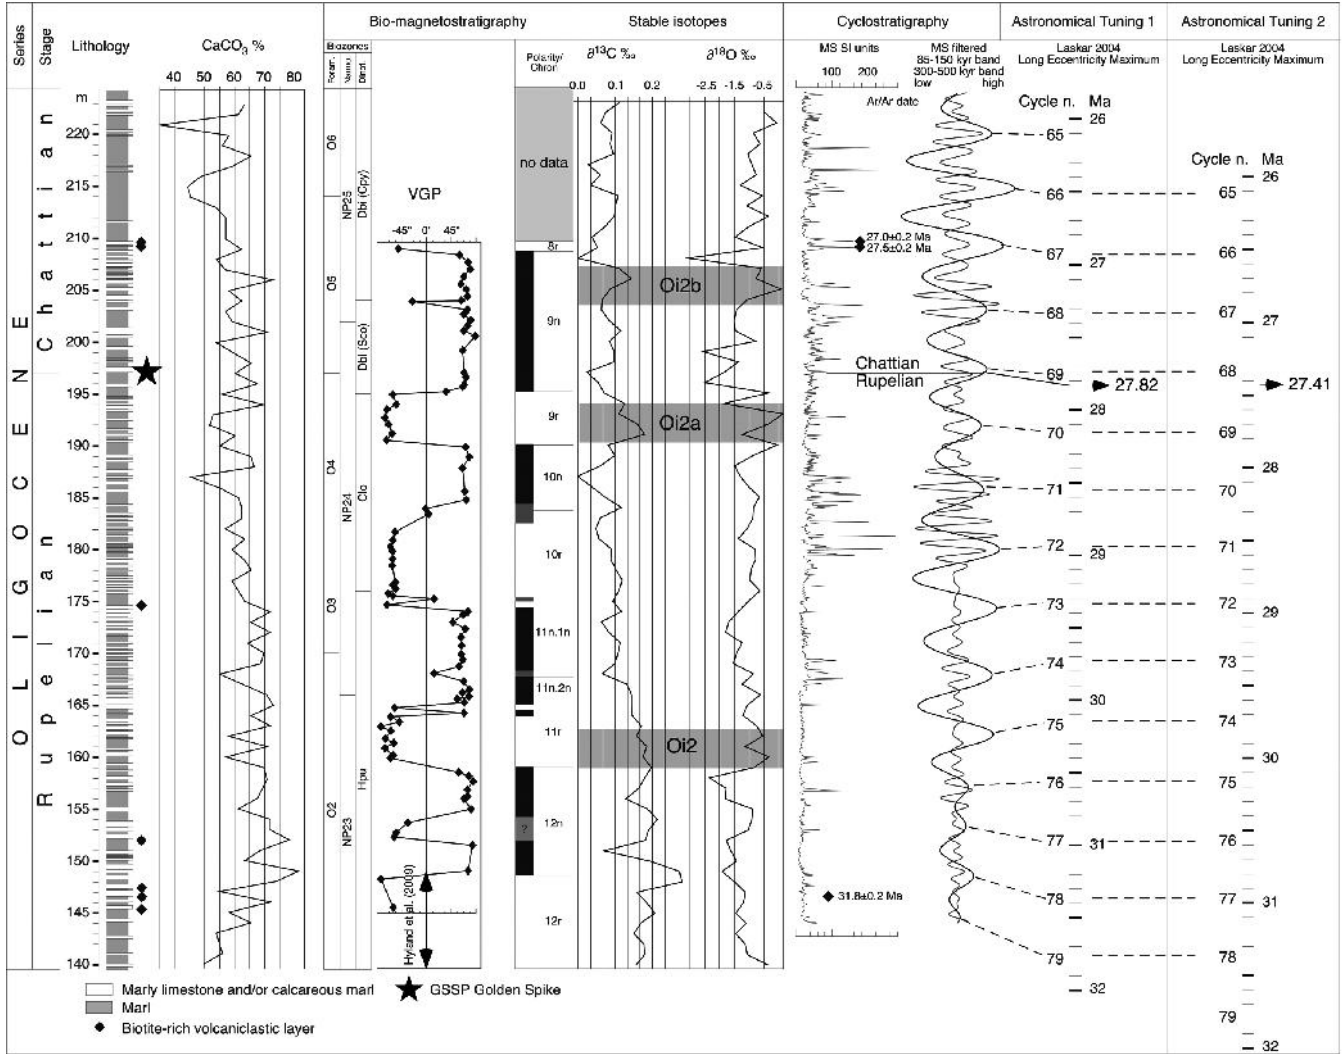 Bio-magnetostratigraphy
Stable isotopes
Cyclostratigraphy
Astronomical Tuning 1
Astronomical Tuning 2
Series
Stage
Lithology
CaCO3 %
40 50 60 70 80
Biozones
Foram.
Nanno.
Dinofl.
Polarity/
Chron.
∂13C ‰
∂18O ‰
0.0 0.1 0.2
-2.5 -1.5 -0.5
MS SI units
100 200
MS filtered
85-150 kyr band
300-500 kyr band
low high
Laskar 2004
Long Eccentricity Maximum
Laskar 2004
Long Eccentricity Maximum
Ar/Ar date
Cycle n. Ma
Cycle n. Ma
OLIGOCENE
Chattian
Rupelian
m
220
215
210
205
200
195
190
185
180
175
170
165
160
155
150
145
140
O6
O5
O4
O3
O2
NP25
NP24
NP23
Dbi (Cpy)
Dbi (Sco)
Clo
Hpu
VGP
-45° 0° 45°
Hyland et al. (2009)
no data
8r
9n
9r
10n
10r
11n.1n
11n.2n
11r
12n
?
12r
Oi2b
Oi2a
Oi2
27.0±0.2 Ma
27.5±0.2 Ma
Chattian
Rupelian
31.8±0.2 Ma
65
66
67
68
69
70
71
72
73
74
75
76
77
78
79
26
27
27.82
28
29
30
31
32
65
66
67
68
69
70
71
72
73
74
75
76
77
78
79
26
27
27.41
28
29
30
31
32
Marly limestone and/or calcareous marl
GSSP Golden Spike
Marl
Biotite-rich volcaniclastic layer